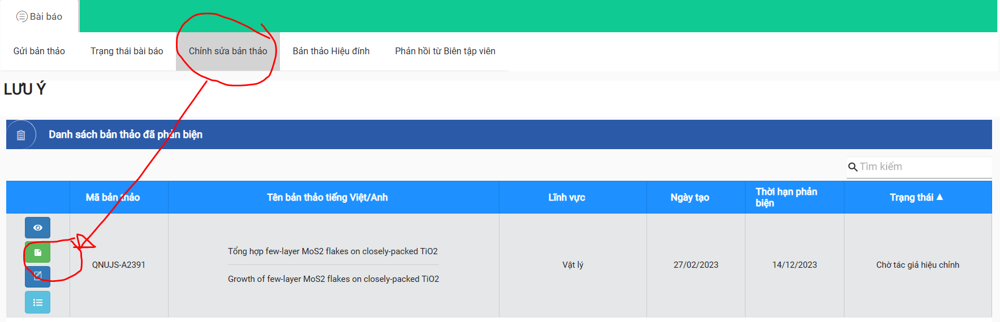 Bài báo
Gửi bản thảo Trạng thái bài báo Chỉnh sửa bản thảo Bản thảo Hiệu đính Phản hồi từ Biên tập viên
LƯU Ý
Danh sách bản thảo đã phản biện
Tìm kiếm
Mã bản thảo Tên bản thảo tiếng Việt/Anh Lĩnh vực Ngày tạo Thời hạn phản biện Trạng thái ▲
Tổng hợp few-layer MoS2 flakes on closely-packed TiO2
QNUJS-A2391 Vật lý 27/02/2023 14/12/2023 Chờ tác giả hiệu chỉnh
Growth of few-layer MoS2 flakes on closely-packed TiO2